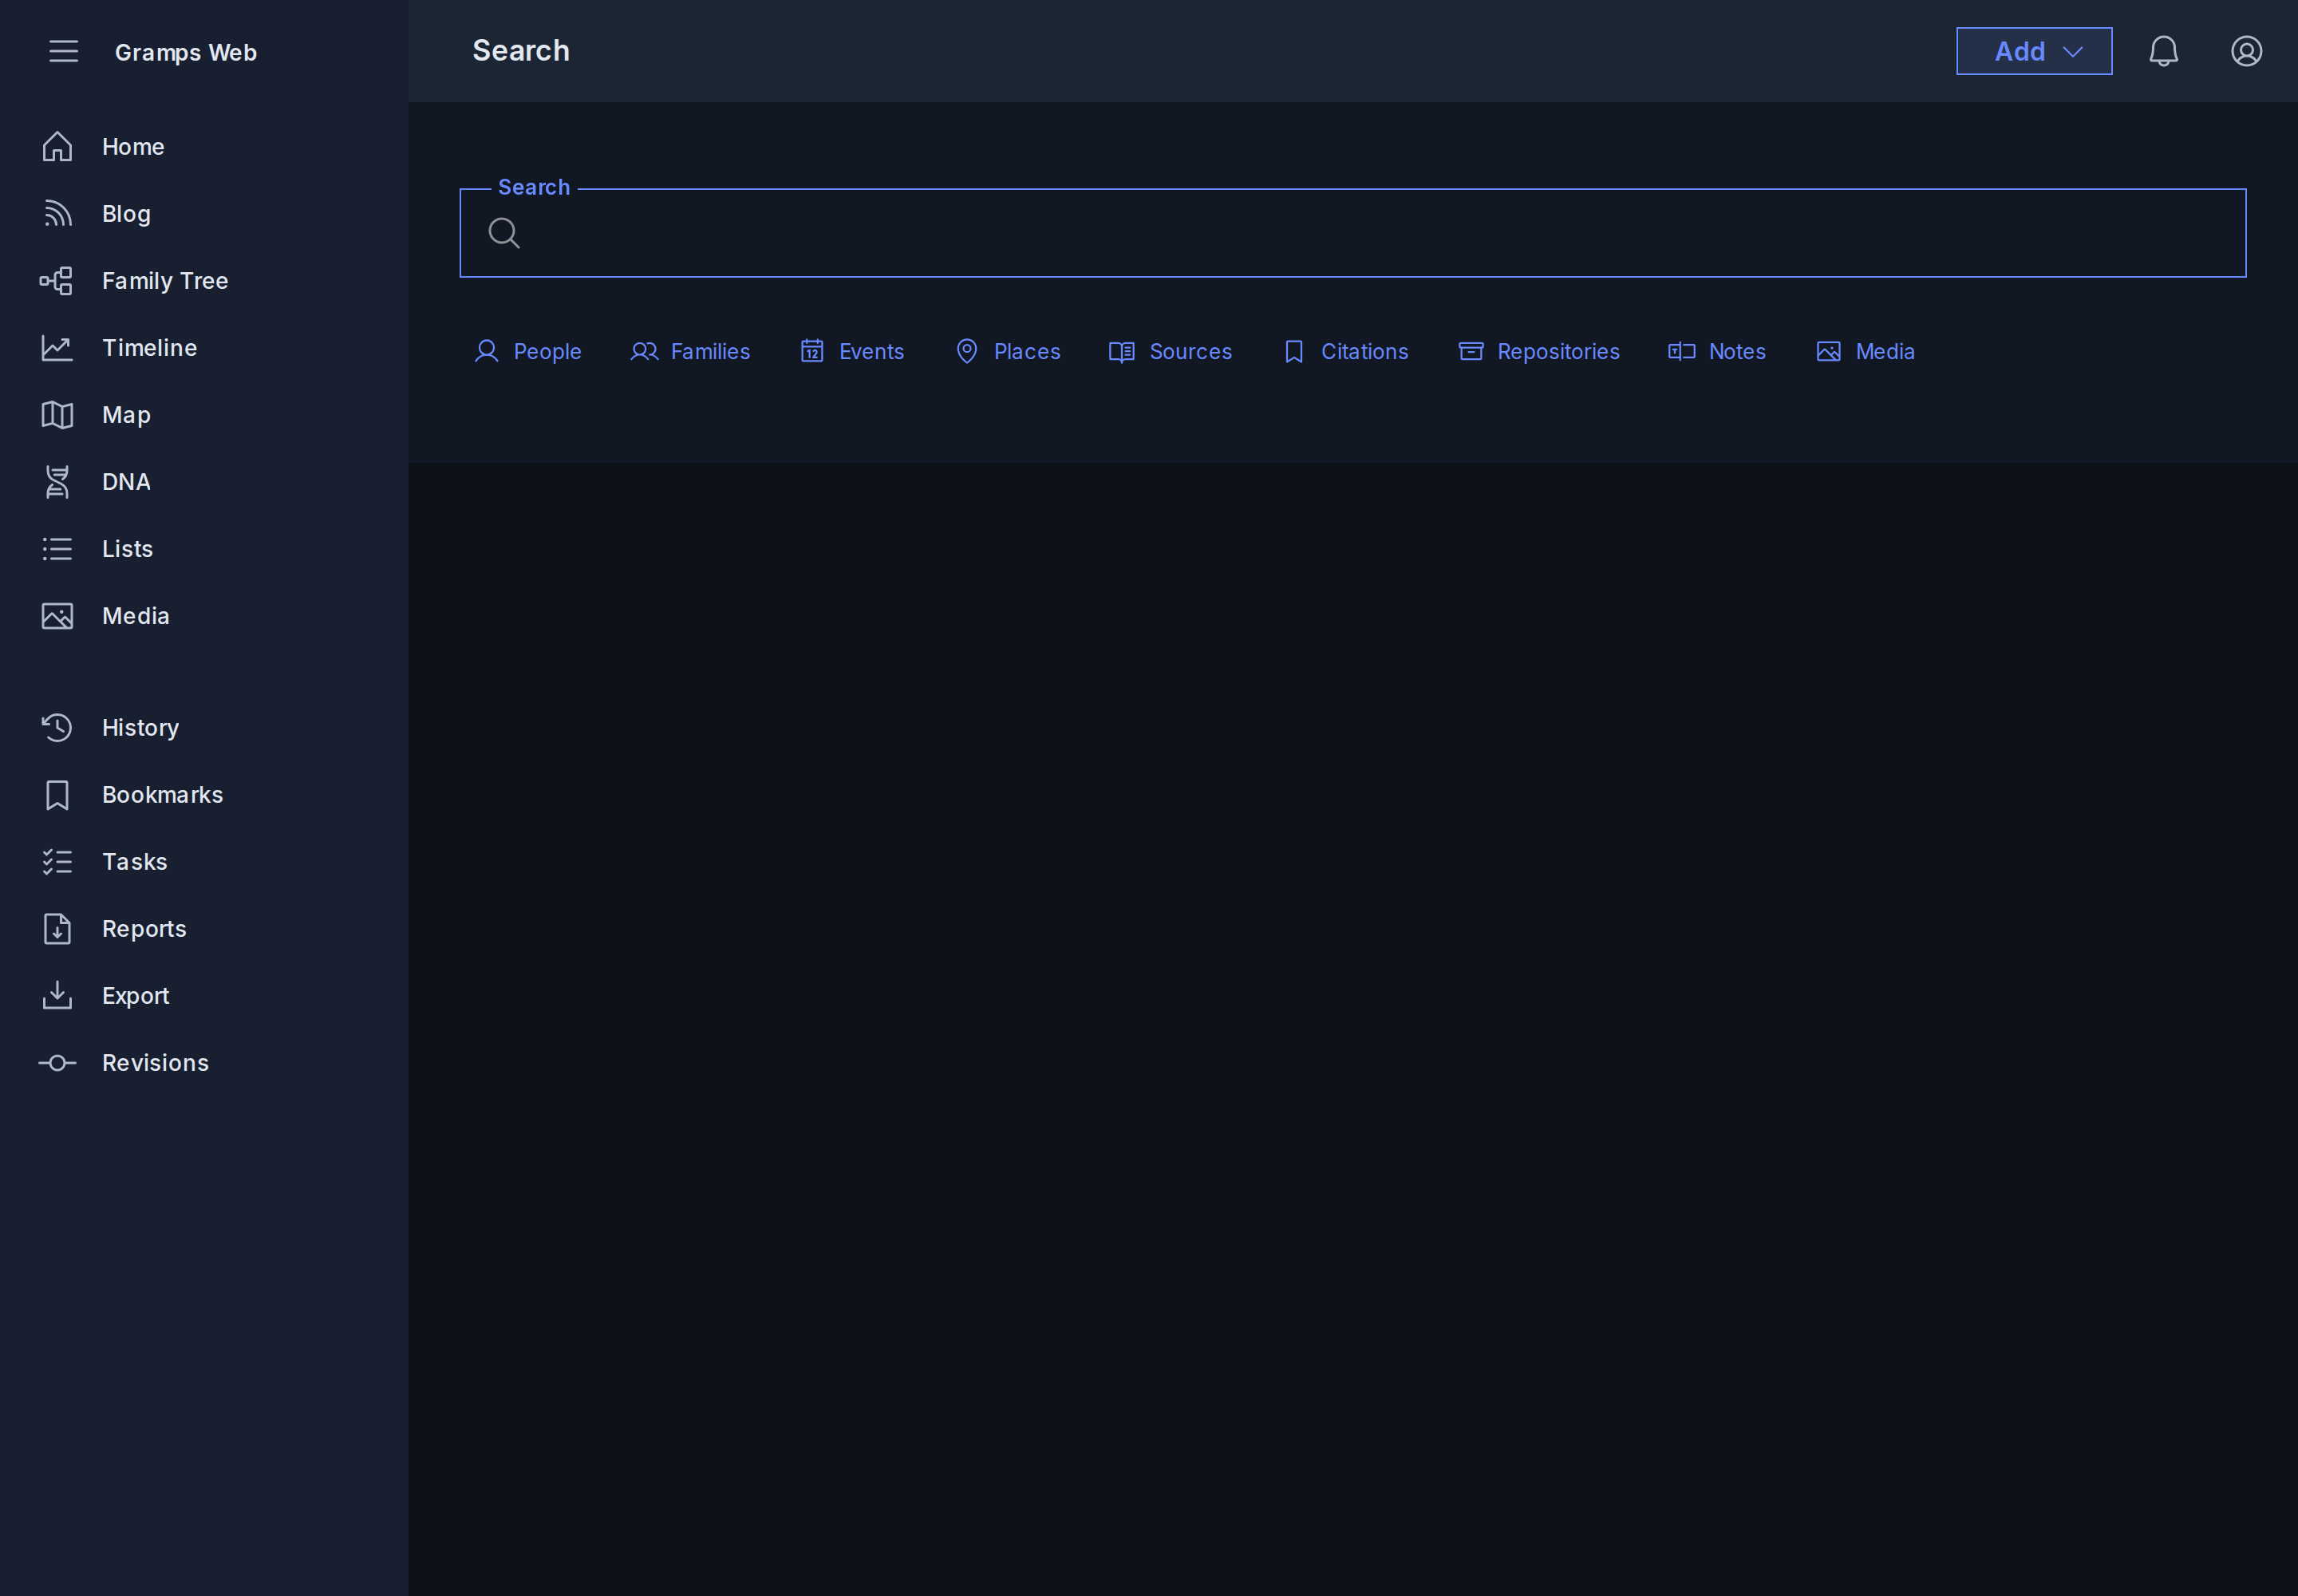 Gramps Web
Search
Add
Home
Blog
Family Tree
Timeline
Map
DNA
Lists
Media
History
Bookmarks
Tasks
Reports
Export
Revisions
Search
People
Families
12
Events
Places
Sources
Citations
Repositories
T
Notes
Media